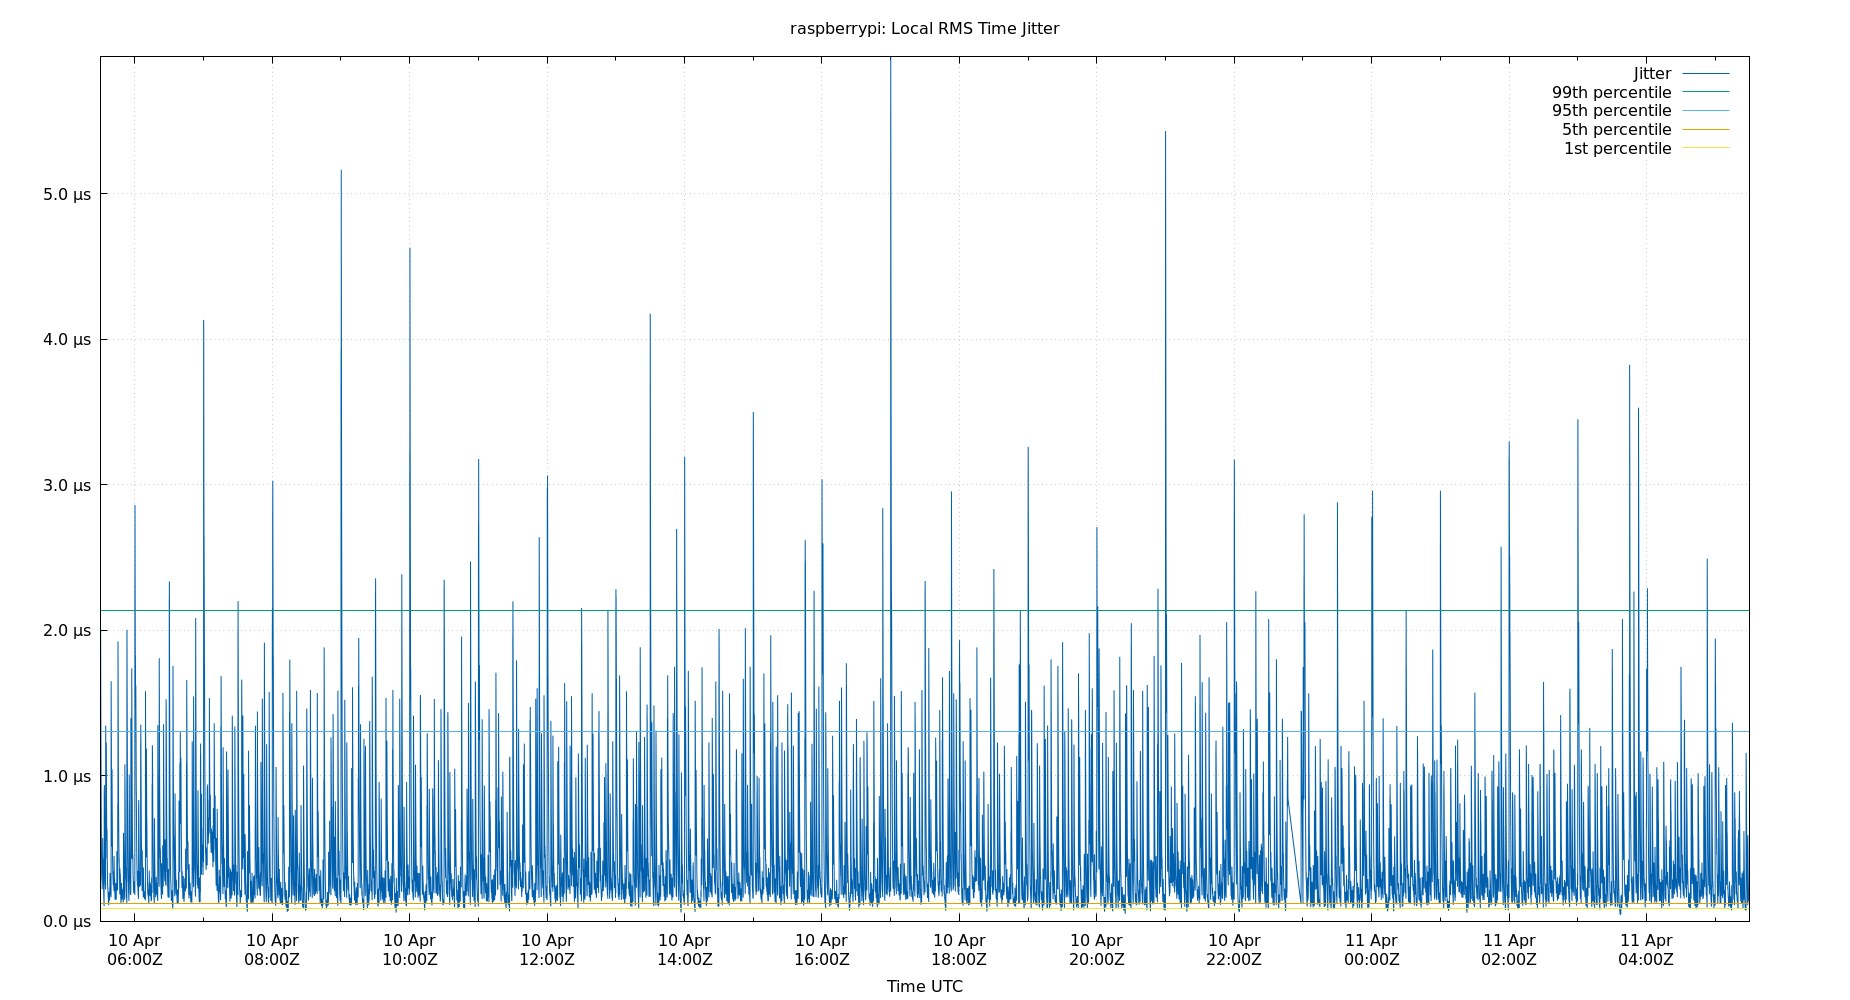 raspberrypi: Local RMS Time Jitter
Jitter
99th percentile
95th percentile
5th percentile
1st percentile
5.0 µs
4.0 µs
3.0 µs
2.0 µs
1.0 µs
0.0 µs
10 Apr 10 Apr 10 Apr 10 Apr 10 Apr 10 Apr 10 Apr 10 Apr 10 Apr 11 Apr 11 Apr 11 Apr
06:00Z 08:00Z 10:00Z 12:00Z 14:00Z 16:00Z 18:00Z 20:00Z 22:00Z 00:00Z 02:00Z 04:00Z
Time UTC